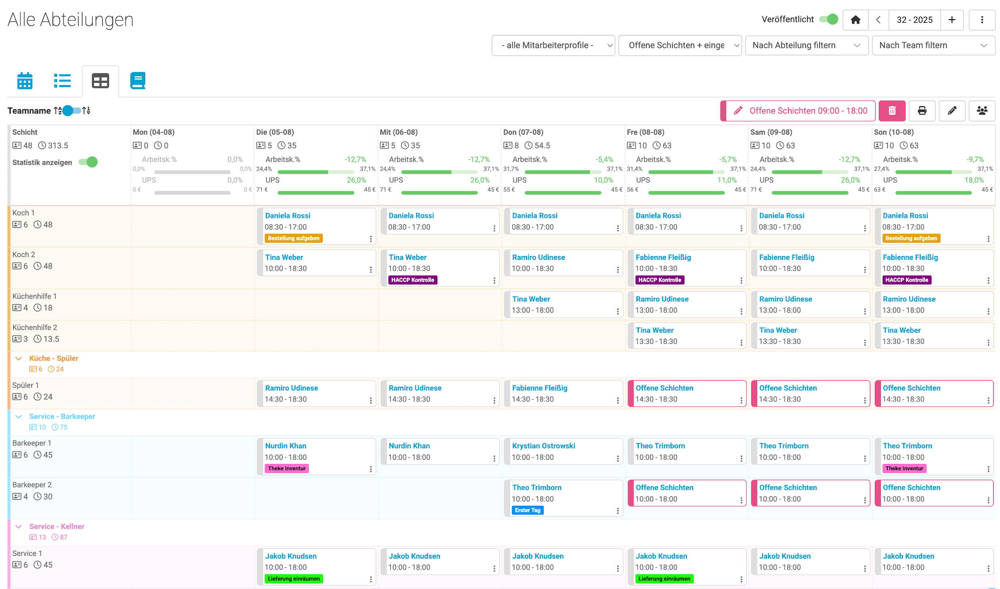 Alle Abteilungen
Veröffentlicht 32 - 2025
- alle Mitarbeiterprofile - Offene Schichten + einge Nach Abteilung filtern Nach Team filtern
Teamname Offene Schichten 09:00 - 18:00
Schicht Mon (04-08) Die (05-08) Mit (06-08) Don (07-08) Fre (08-08) Sam (09-08) Son (10-08)
48 313.5 0 0 5 35 5 35 8 54.5 10 63 10 63 10 63
Statistik anzeigen Arbeitsk.% 0,0% Arbeitsk.% -12,7% Arbeitsk.% -12,7% Arbeitsk.% -5,4% Arbeitsk.% -5,7% Arbeitsk.% -12,7% Arbeitsk.% -9,7%
0,0% 0,0% 24,4% 37,1% 24,4% 37,1% 31,7% 37,1% 31,4% 37,1% 24,4% 37,1% 27,4% 37,1%
UPS 0,0% UPS 26,0% UPS 26,0% UPS 10,0% UPS 11,0% UPS 26,0% UPS 18,0%
0 € 0 € 71 € 45 € 71 € 45 € 55 € 45 € 56 € 45 € 71 € 45 € 63 € 45 €
Koch 1 Daniela Rossi Daniela Rossi Daniela Rossi Daniela Rossi Daniela Rossi Daniela Rossi
6 48 08:30 - 17:00 08:30 - 17:00 08:30 - 17:00 08:30 - 17:00 08:30 - 17:00 08:30 - 17:00
Bestellung aufgeben Bestellung aufgeben
Koch 2 Tina Weber Tina Weber Ramiro Udinese Fabienne Fleißig Fabienne Fleißig Fabienne Fleißig
6 48 10:00 - 18:30 10:00 - 18:30 10:00 - 18:30 10:00 - 18:30 10:00 - 18:30 10:00 - 18:30
HACCP Kontrolle HACCP Kontrolle HACCP Kontrolle
Küchenhilfe 1 Tina Weber Ramiro Udinese Ramiro Udinese Ramiro Udinese
4 18 13:00 - 18:00 13:00 - 18:00 13:00 - 18:00 13:00 - 18:00
Küchenhilfe 2 Tina Weber Tina Weber Tina Weber
3 13.5 13:30 - 18:30 13:30 - 18:30 13:30 - 18:30
Küche - Spüler
6 24
Spüler 1 Ramiro Udinese Ramiro Udinese Fabienne Fleißig Offene Schichten Offene Schichten Offene Schichten
6 24 14:30 - 18:30 14:30 - 18:30 14:30 - 18:30 14:30 - 18:30 14:30 - 18:30 14:30 - 18:30
Service - Barkeeper
10 75
Barkeeper 1 Nurdin Khan Nurdin Khan Krystian Ostrowski Theo Trimborn Theo Trimborn Theo Trimborn
6 45 10:00 - 18:00 10:00 - 18:00 10:00 - 18:00 10:00 - 18:00 10:00 - 18:00 10:00 - 18:00
Theke Inventur Theke Inventur
Barkeeper 2 Theo Trimborn Offene Schichten Offene Schichten Offene Schichten
4 30 10:00 - 18:00 10:00 - 18:00 10:00 - 18:00 10:00 - 18:00
Erster Tag
Service - Kellner
13 87
Service 1 Jakob Knudsen Jakob Knudsen Jakob Knudsen Jakob Knudsen Jakob Knudsen Jakob Knudsen
6 45 10:00 - 18:00 10:00 - 18:00 10:00 - 18:00 10:00 - 18:00 10:00 - 18:00 10:00 - 18:00
Lieferung einräumen Lieferung einräumen